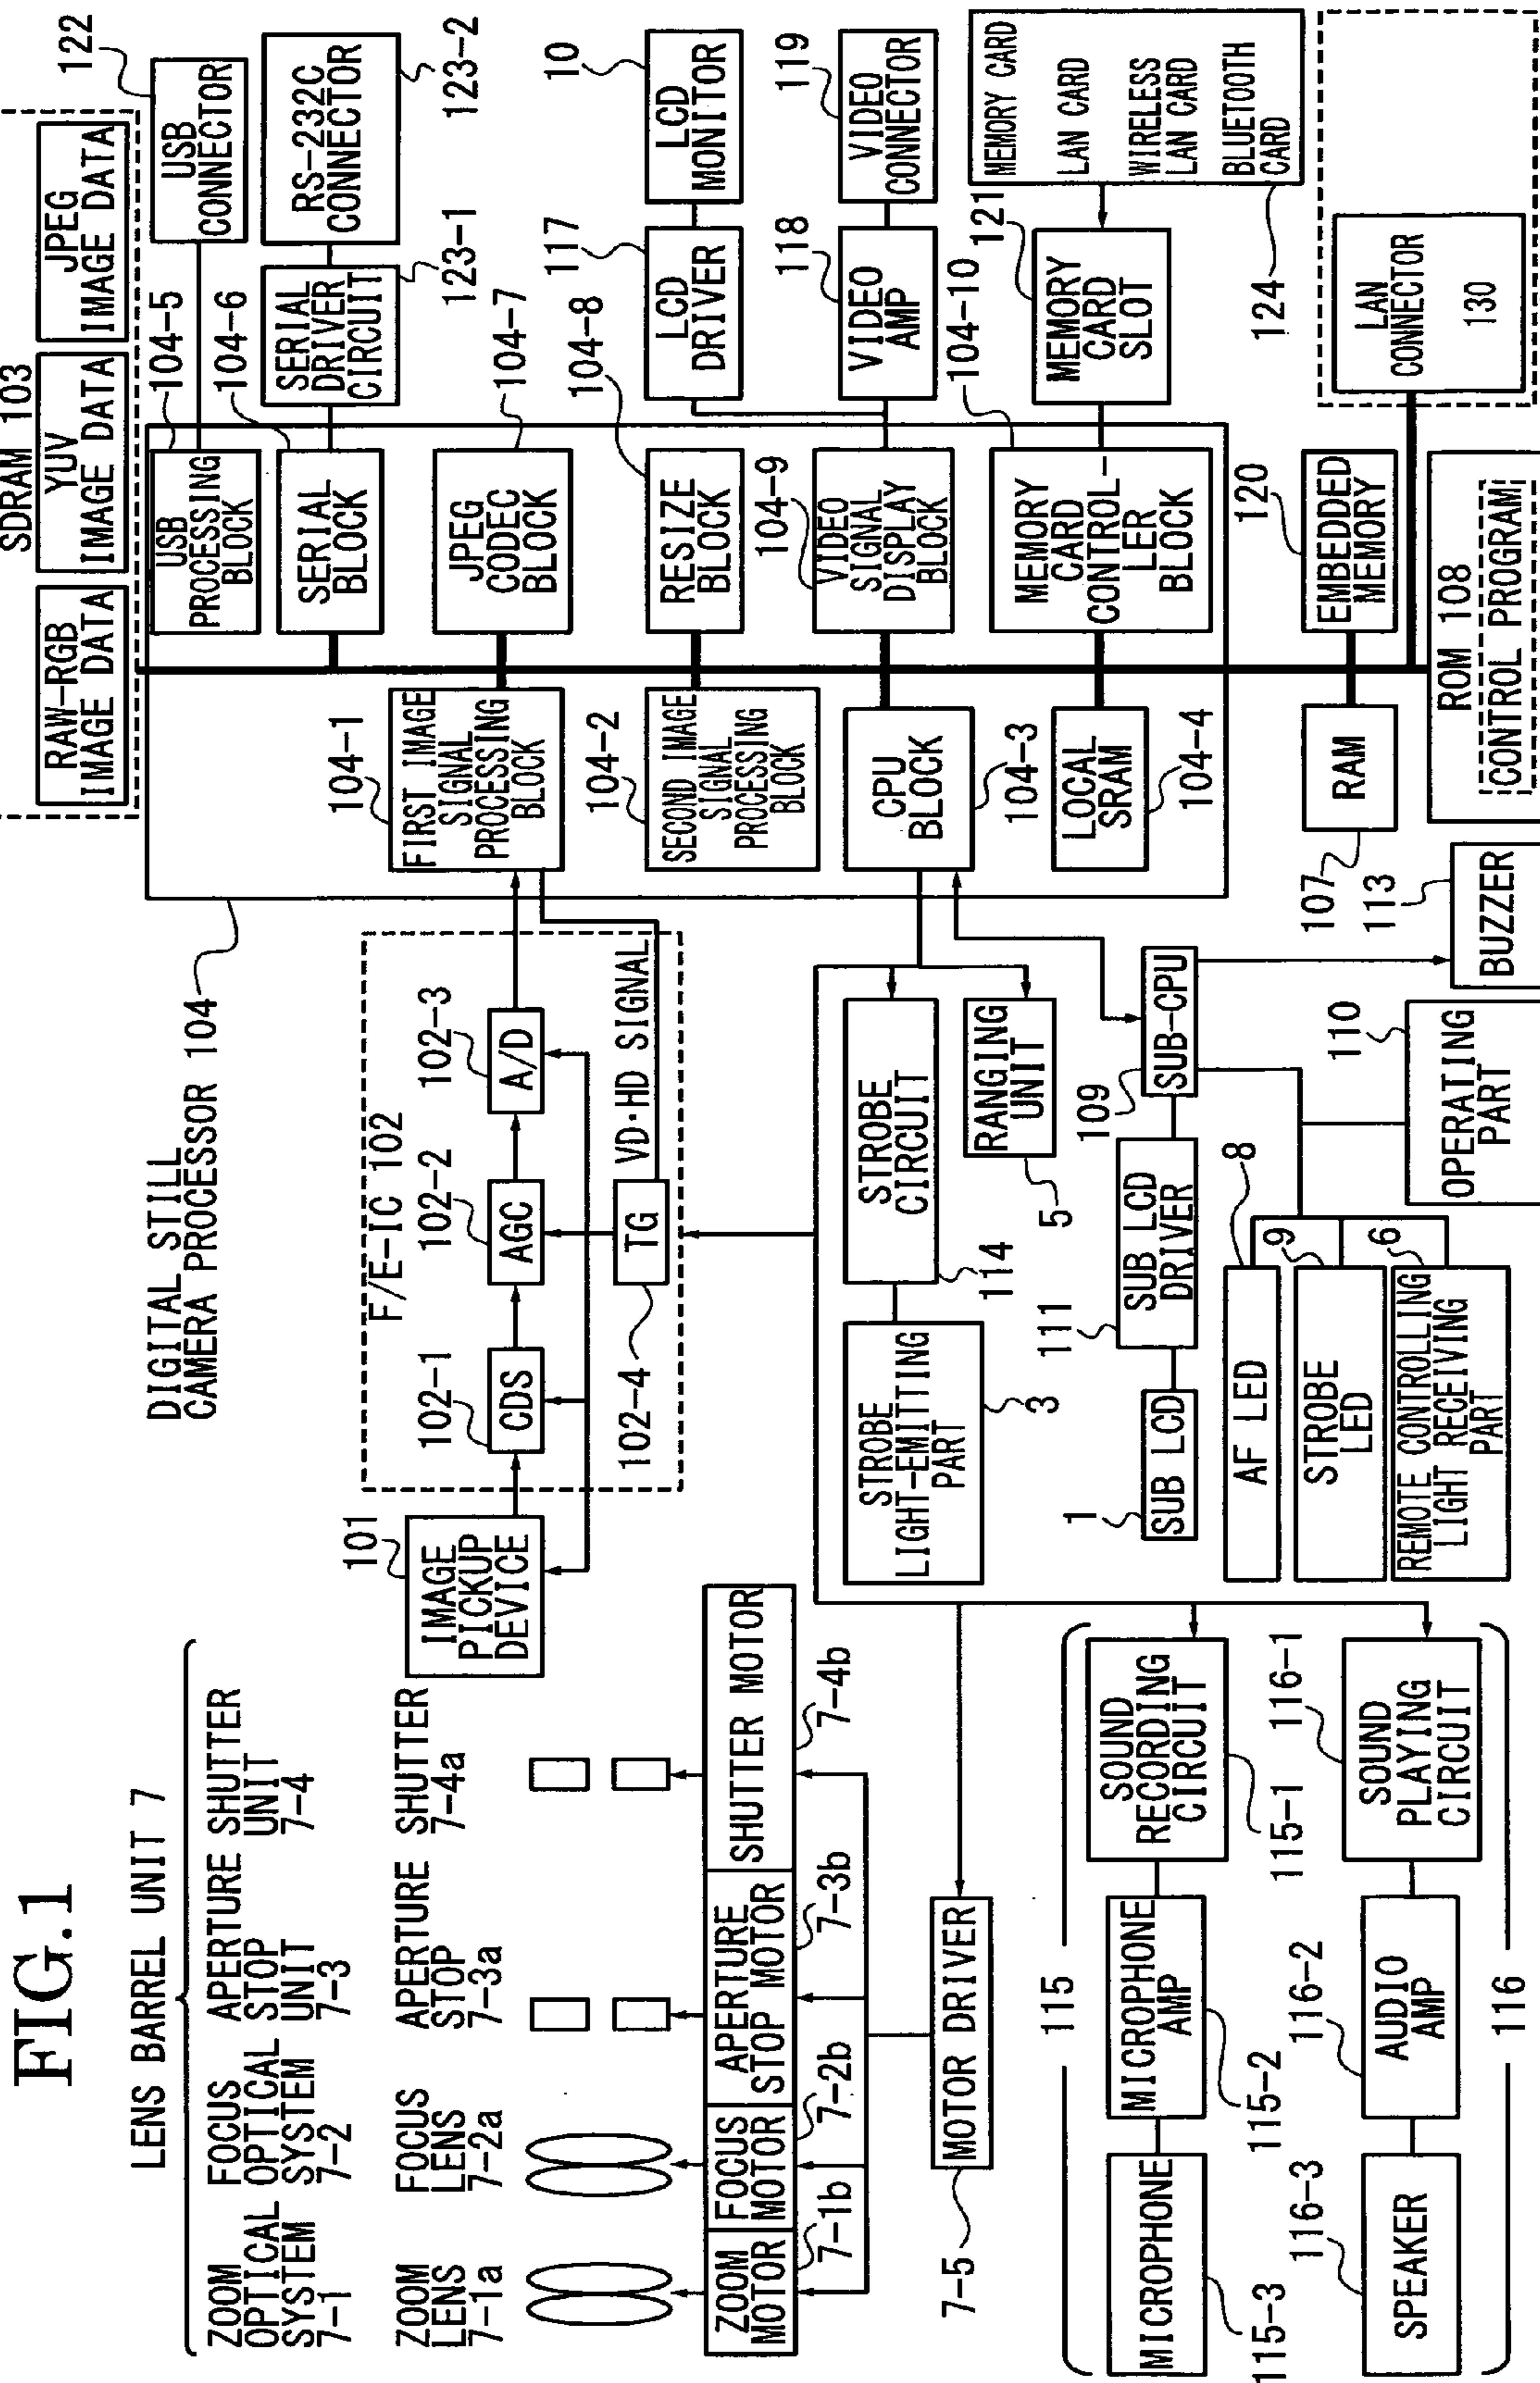 FIG.1
LENS BARREL UNIT 7
ZOOM
OPTICAL
SYSTEM
7-1
FOCUS
OPTICAL
SYSTEM
7-2
APERTURE
STOP
UNIT
7-3
SHUTTER
UNIT
7-4
ZOOM
LENS
7-1a
FOCUS
LENS
7-2a
APERTURE
STOP
7-3a
SHUTTER
7-4a
ZOOM
MOTOR
7-1b
FOCUS
MOTOR
7-2b
APERTURE
STOP MOTOR
7-3b
SHUTTER MOTOR
7-4b
MOTOR DRIVER
7-5
101
IMAGE
PICKUP
DEVICE
F/E-IC 102
102-1
CDS
102-2
AGC
102-3
A/D
TG
102-4
VD·HD SIGNAL
DIGITAL STILL
CAMERA PROCESSOR 104
104-1
FIRST IMAGE
SIGNAL
PROCESSING
BLOCK
104-2
SECOND IMAGE
SIGNAL
PROCESSING
BLOCK
CPU
BLOCK
104-3
LOCAL
SRAM
104-4
SDRAM 103
RAW-RGB
IMAGE DATA
YUV
IMAGE DATA
JPEG
IMAGE DATA
104-5
USB
PROCESSING
BLOCK
104-6
SERIAL
BLOCK
104-7
JPEG
CODEC
BLOCK
104-8
RESIZE
BLOCK
104-9
VIDEO
SIGNAL
DISPLAY
BLOCK
104-10
MEMORY
CARD
CONTROL-
LER
BLOCK
122
USB
CONNECTOR
SERIAL
DRIVER
CIRCUIT
123-1
RS-232C
CONNECTOR
123-2
117
LCD
DRIVER
10
LCD
MONITOR
118
VIDEO
AMP
119
VIDEO
CONNECTOR
121
MEMORY
CARD
SLOT
MEMORY CARD
LAN CARD
WIRELESS
LAN CARD
BLUETOOTH
CARD
124
LAN
CONNECTOR
130
120
EMBEDDED
MEMORY
RAM
107
ROM 108
CONTROL PROGRAM
STROBE
CIRCUIT
114
STROBE
LIGHT-EMITTING
PART
3
RANGING
UNIT
5
109
SUB-CPU
111
SUB LCD
DRIVER
1
SUB LCD
113
BUZZER
110
OPERATING
PART
AF LED
8
STROBE
LED
9
REMOTE CONTROLLING
LIGHT RECEIVING
PART
6
115
SOUND
RECORDING
CIRCUIT
115-1
MICROPHONE
AMP
115-2
MICROPHONE
115-3
116
116-1
SOUND
PLAYING
CIRCUIT
116-2
AUDIO
AMP
116-3
SPEAKER